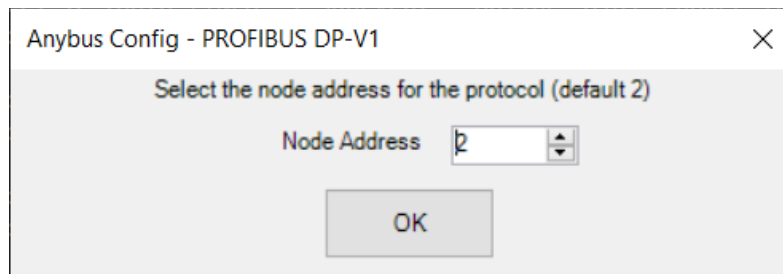 Anybus Config - PROFIBUS DP-V1
Select the node address for the protocol (default 2)
Node Address 2
OK